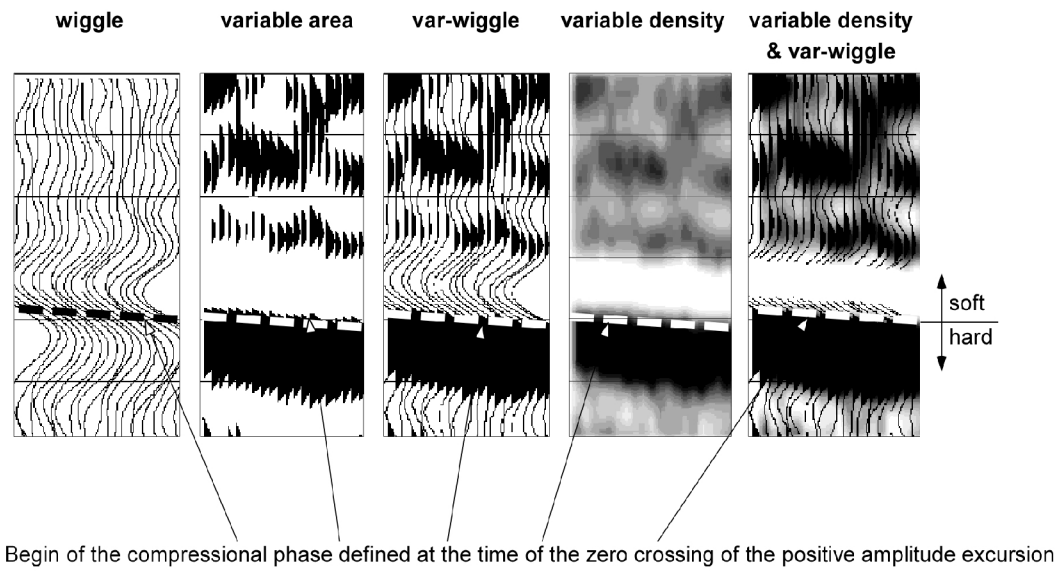 wiggle
variable area
var-wiggle
variable density
variable density
& var-wiggle
soft
hard
Begin of the compressional phase defined at the time of the zero crossing of the positive amplitude excursion